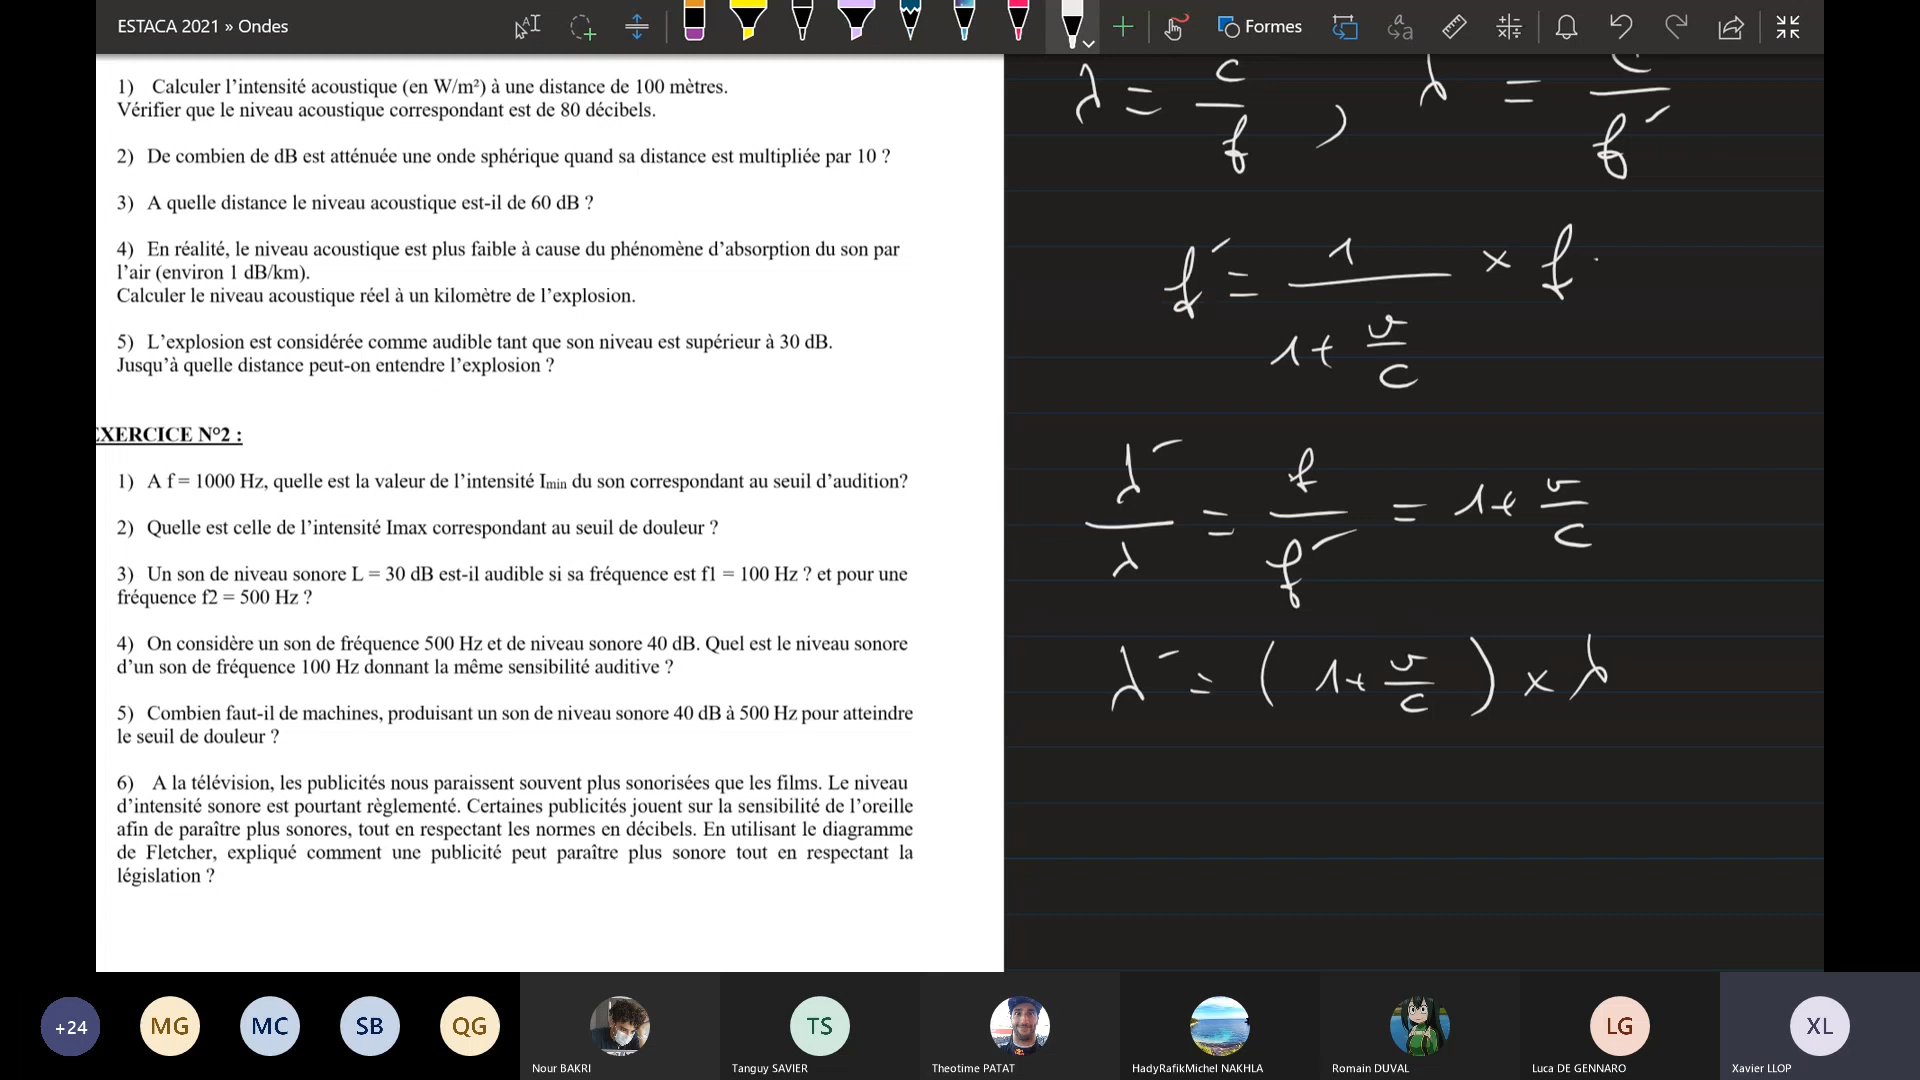 ESTACA 2021 » Ondes
Formes
1) Calculer l’intensité acoustique (en W/m²) à une distance de 100 mètres.
Vérifier que le niveau acoustique correspondant est de 80 décibels.
2) De combien de dB est atténuée une onde sphérique quand sa distance est multipliée par 10 ?
3) A quelle distance le niveau acoustique est-il de 60 dB ?
4) En réalité, le niveau acoustique est plus faible à cause du phénomène d’absorption du son par
l’air (environ 1 dB/km).
Calculer le niveau acoustique réel à un kilomètre de l’explosion.
5) L’explosion est considérée comme audible tant que son niveau est supérieur à 30 dB.
Jusqu’à quelle distance peut-on entendre l’explosion ?
EXERCICE N°2 :
1) A f = 1000 Hz, quelle est la valeur de l’intensité Imin du son correspondant au seuil d’audition?
2) Quelle est celle de l’intensité Imax correspondant au seuil de douleur ?
3) Un son de niveau sonore L = 30 dB est-il audible si sa fréquence est f1 = 100 Hz ? et pour une
fréquence f2 = 500 Hz ?
4) On considère un son de fréquence 500 Hz et de niveau sonore 40 dB. Quel est le niveau sonore
d’un son de fréquence 100 Hz donnant la même sensibilité auditive ?
5) Combien faut-il de machines, produisant un son de niveau sonore 40 dB à 500 Hz pour atteindre
le seuil de douleur ?
6) A la télévision, les publicités nous paraissent souvent plus sonorisées que les films. Le niveau
d’intensité sonore est pourtant règlementé. Certaines publicités jouent sur la sensibilité de l’oreille
afin de paraître plus sonores, tout en respectant les normes en décibels. En utilisant le diagramme
de Fletcher, expliqué comment une publicité peut paraître plus sonore tout en respectant la
législation ?
λ = c/f , λ = c/f'
f' = 1/(1+v/c) × f
λ'/λ = f/f' = 1+v/c
λ' = (1+v/c) × λ
+24
MG
MC
SB
QG
TS
LG
XL
Nour BAKRI
Tanguy SAVIER
Theotime PATAT
HadyRafikMichel NAKHLA
Romain DUVAL
Luca DE GENNARO
Xavier LLOP